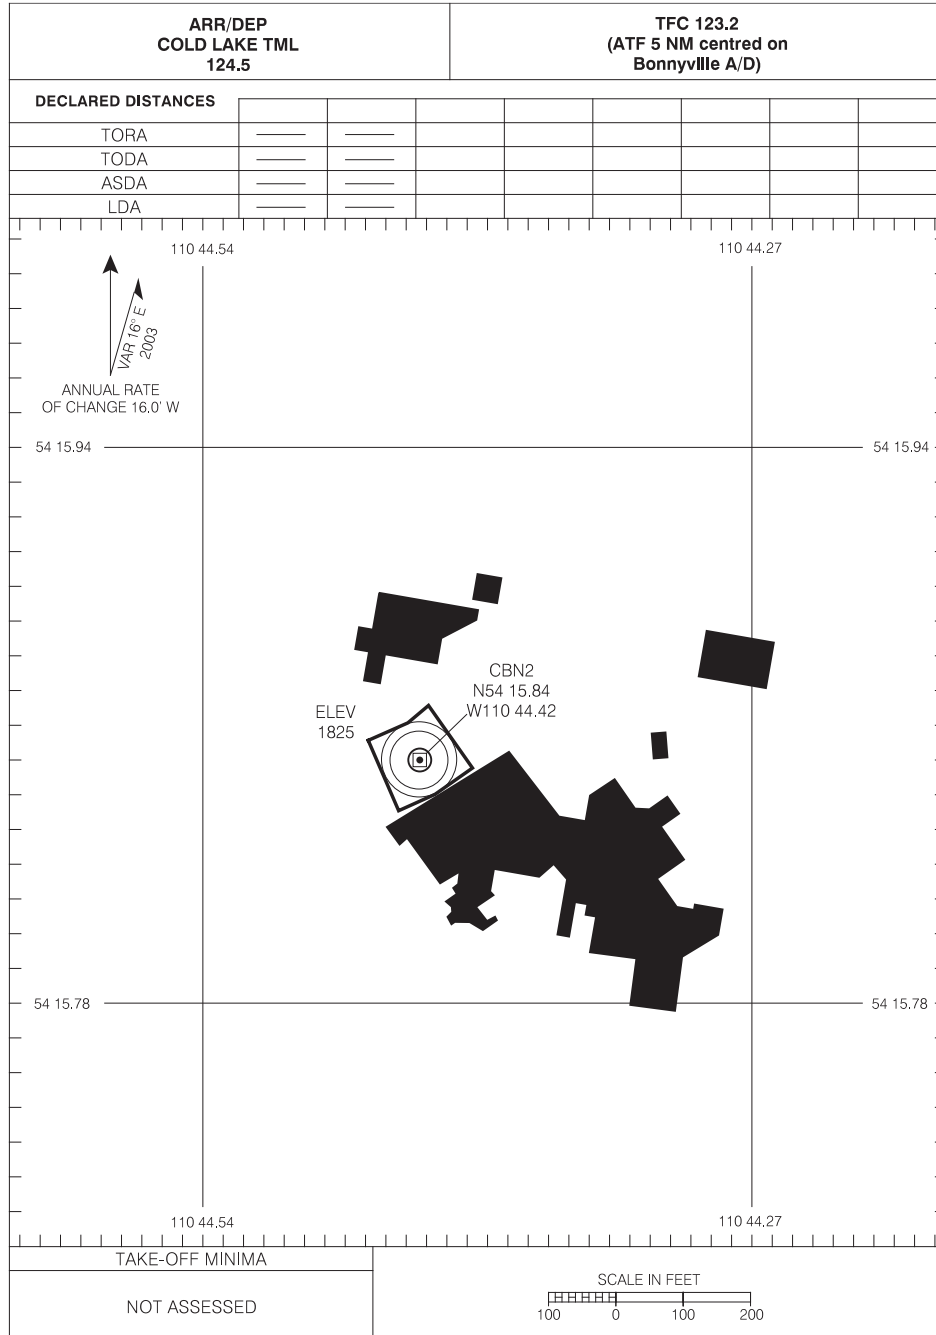 ARR/DEP
COLD LAKE TML
124.5
TFC 123.2
(ATF 5 NM centred on
Bonnyville A/D)
DECLARED DISTANCES
TORA
TODA
ASDA
LDA
110 44.54
110 44.27
VAR 16° E
2003
ANNUAL RATE
OF CHANGE 16.0' W
54 15.94
54 15.94
CBN2
N54 15.84
W110 44.42
ELEV
1825
54 15.78
54 15.78
110 44.54
110 44.27
TAKE-OFF MINIMA
NOT ASSESSED
SCALE IN FEET
100 0 100 200